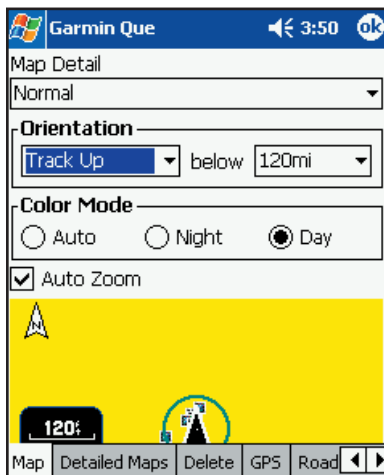 Garmin Que 3:50 ok
Map Detail
Normal
Orientation
Track Up below 120mi
Color Mode
Auto Night Day
Auto Zoom
N
120
Map Detailed Maps Delete GPS Road